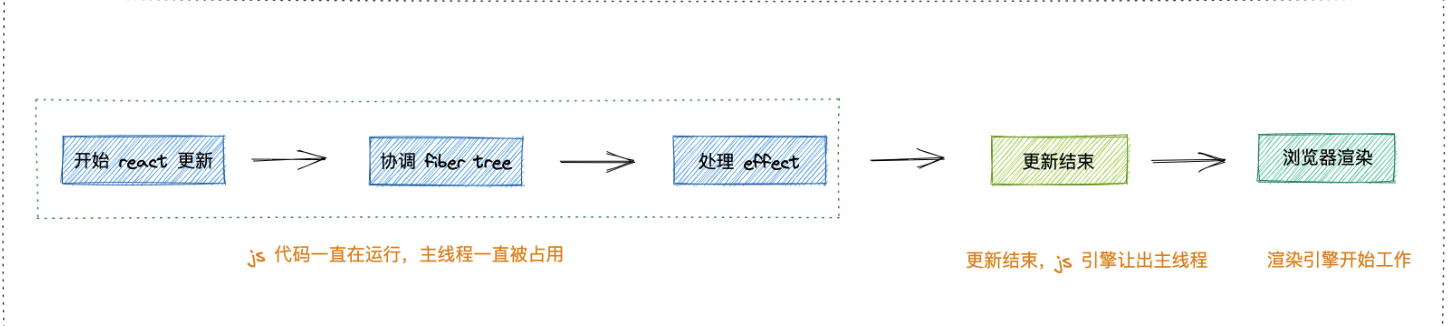 开始 react 更新
协调 fiber tree
处理 effect
更新结束
浏览器渲染
js 代码一直在运行，主线程一直被占用
更新结束，js 引擎让出主线程
渲染引擎开始工作